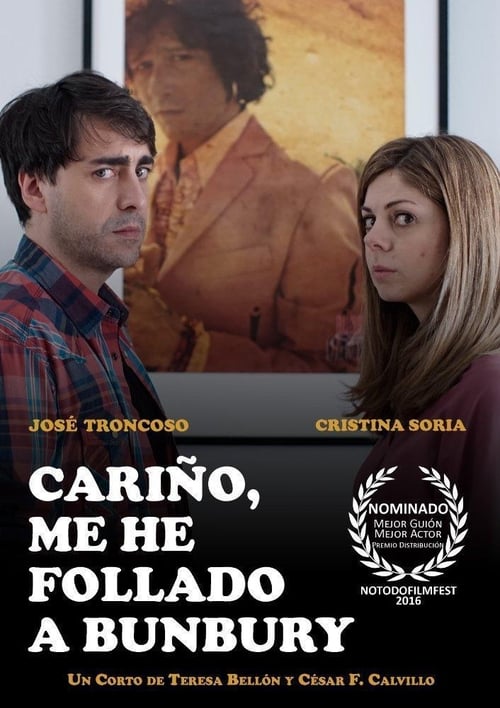 JOSÉ TRONCOSO
CRISTINA SORIA
CARIÑO,
ME HE
FOLLADO
A BUNBURY
NOMINADO
MEJOR GUIÓN
MEJOR ACTOR
PREMIO DISTRIBUCIÓN
NOTODOFILMFEST
2016
UN CORTO DE TERESA BELLÓN Y CÉSAR F. CALVILLO